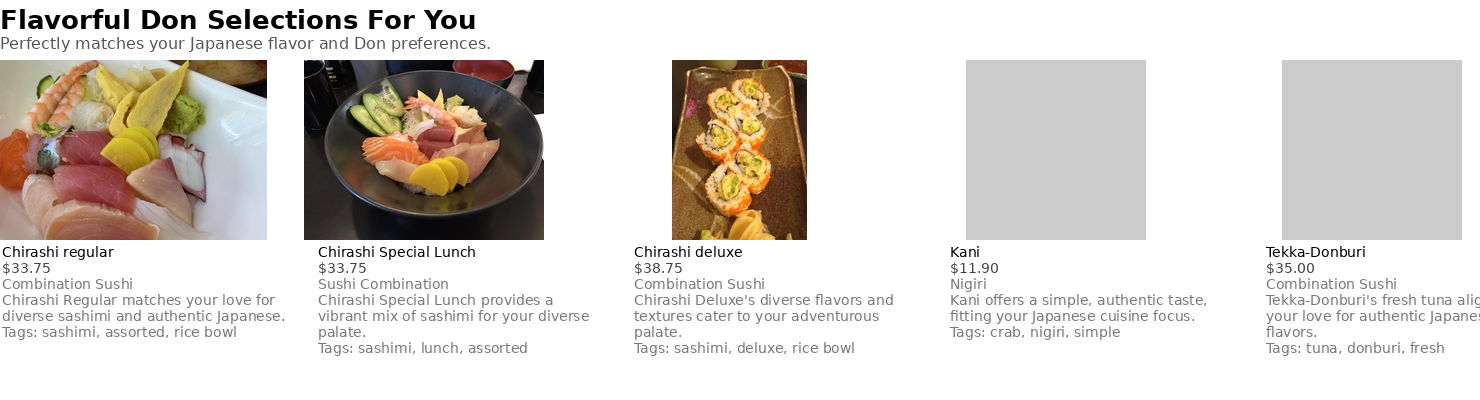 Flavorful Don Selections For You
Perfectly matches your Japanese flavor and Don preferences.
Chirashi regular
$33.75
Combination Sushi
Chirashi Regular matches your love for
diverse sashimi and authentic Japanese.
Tags: sashimi, assorted, rice bowl
Chirashi Special Lunch
$33.75
Sushi Combination
Chirashi Special Lunch provides a
vibrant mix of sashimi for your diverse
palate.
Tags: sashimi, lunch, assorted
Chirashi deluxe
$38.75
Combination Sushi
Chirashi Deluxe's diverse flavors and
textures cater to your adventurous
palate.
Tags: sashimi, deluxe, rice bowl
Kani
$11.90
Nigiri
Kani offers a simple, authentic taste,
fitting your Japanese cuisine focus.
Tags: crab, nigiri, simple
Tekka-Donburi
$35.00
Combination Sushi
Tekka-Donburi's fresh tuna
your love for authentic
flavors.
Tags: tuna, donburi, fresh